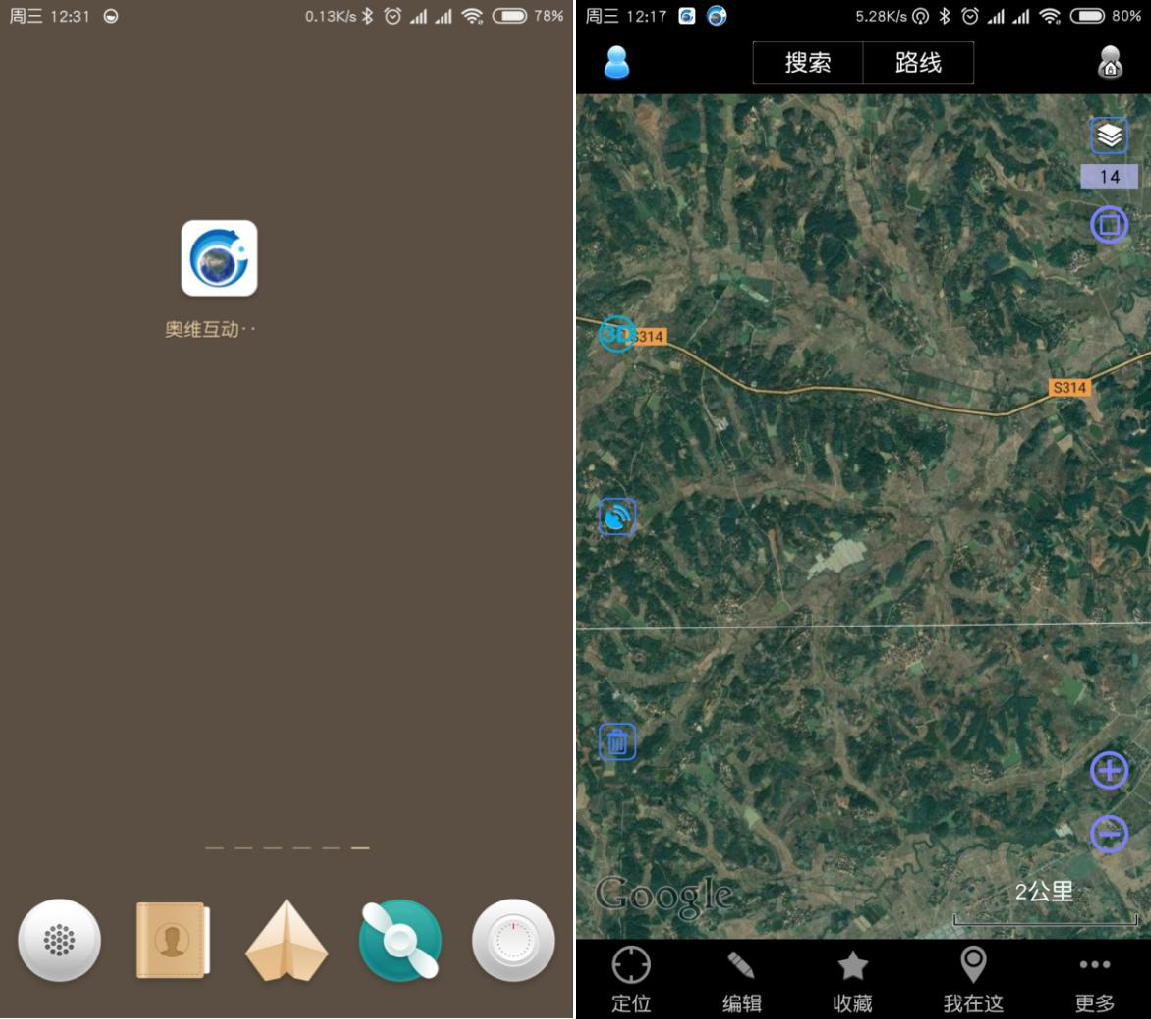 周三 12:31
0.13K/s 78%
奥维互动··
周三 12:17
5.28K/s 80%
搜索 路线
14
3D S314
S314
Google
2公里
定位 编辑 收藏 我在这 更多